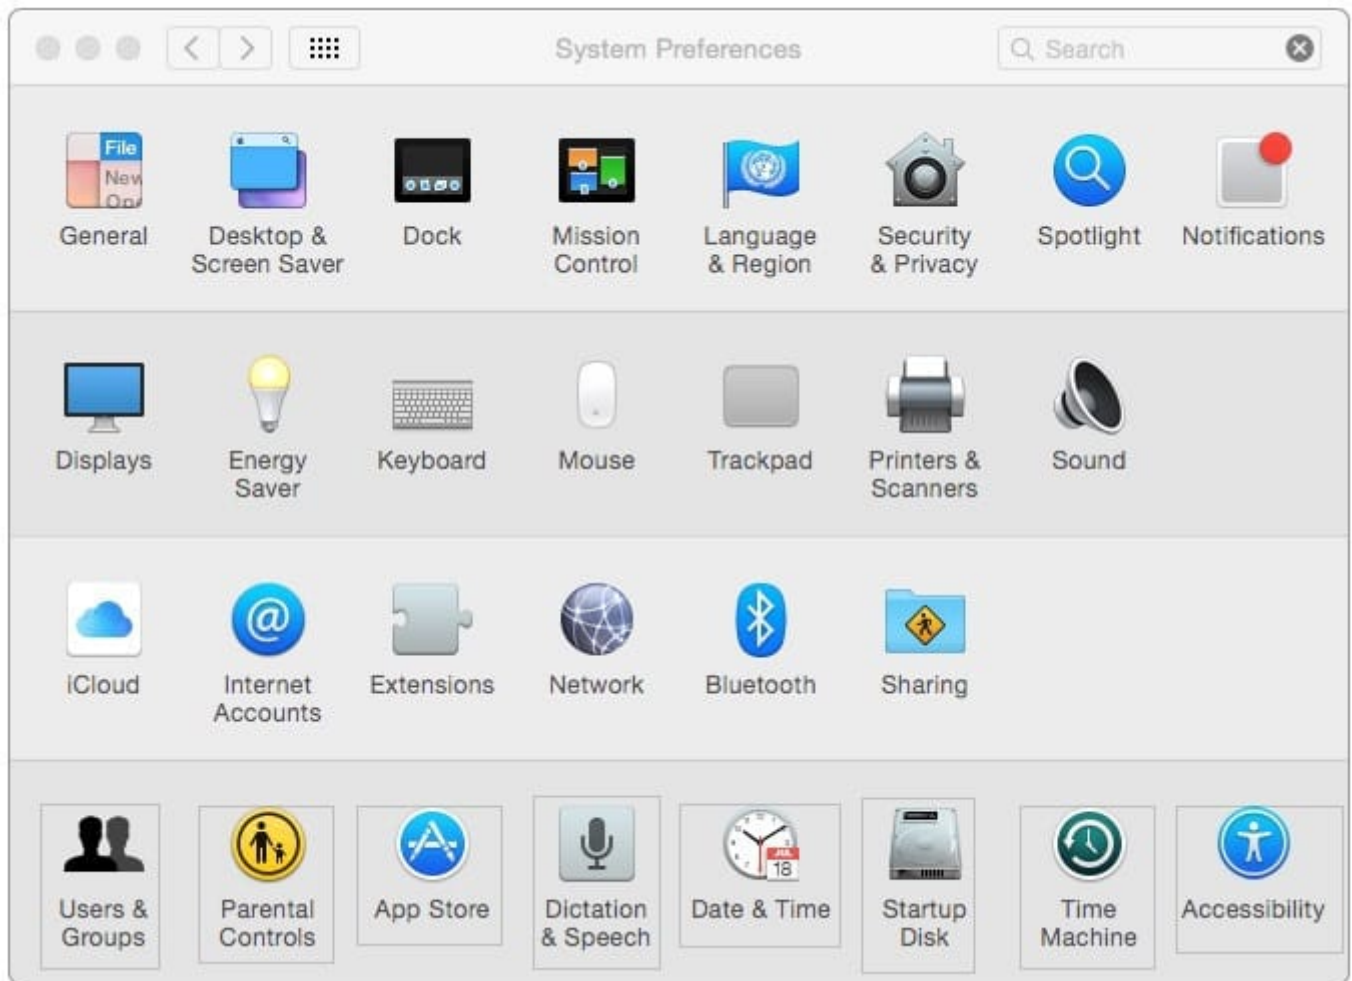 System Preferences
Search
File
New
General
Desktop &
Screen Saver
Dock
Mission
Control
Language
& Region
Security
& Privacy
Spotlight
Notifications
Displays
Energy
Saver
Keyboard
Mouse
Trackpad
Printers &
Scanners
Sound
@
iCloud
Internet
Accounts
Extensions
Network
Bluetooth
Sharing
JUL
18
Users &
Groups
Parental
Controls
App Store
Dictation
& Speech
Date & Time
Startup
Disk
Time
Machine
Accessibility